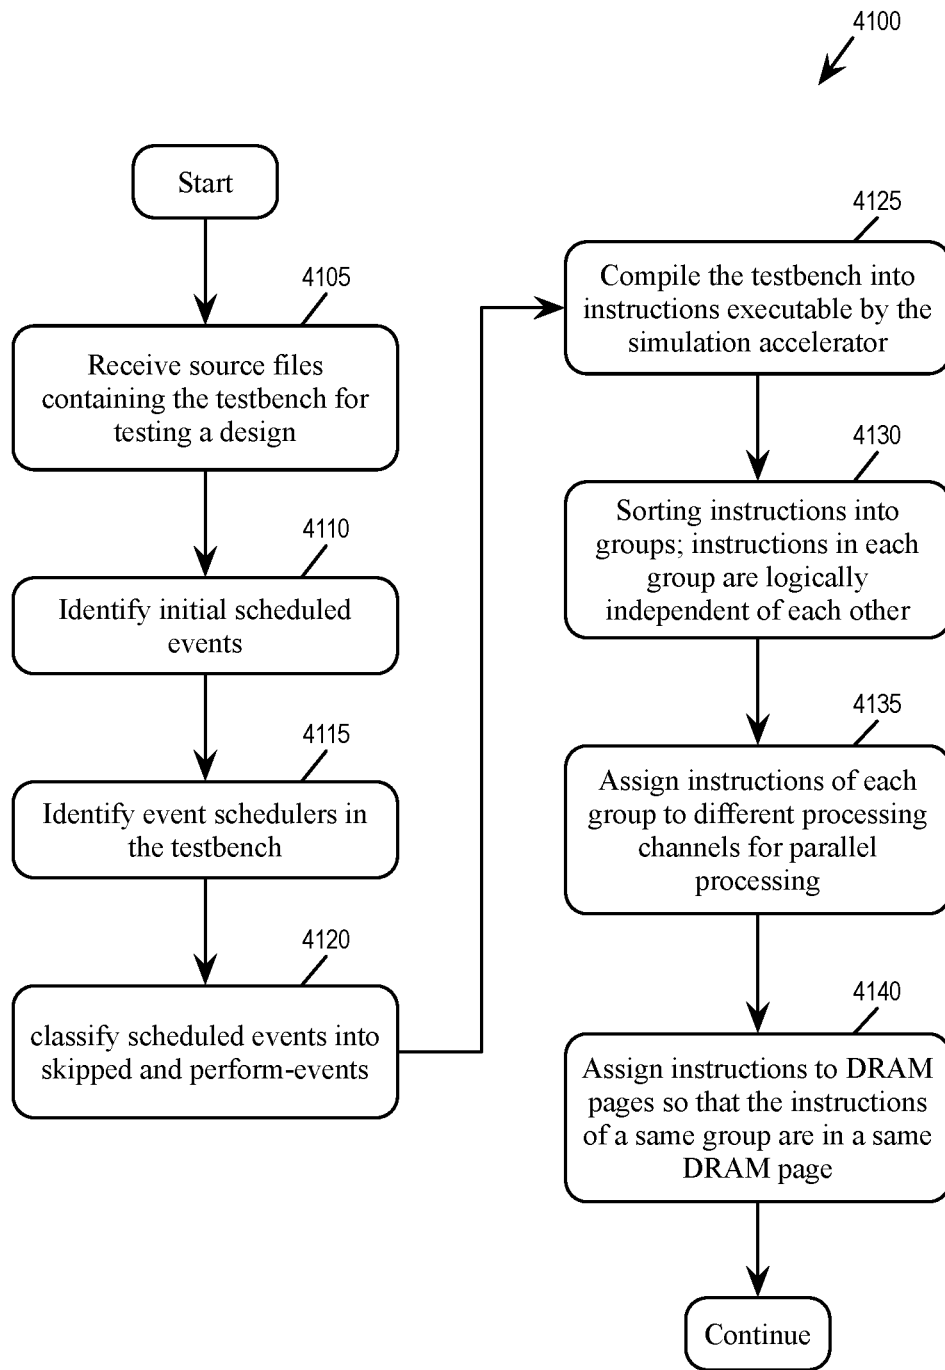 4100
Start
4105
Receive source files
containing the testbench for
testing a design
4110
Identify initial scheduled
events
4115
Identify event schedulers in
the testbench
4120
classify scheduled events into
skipped and perform-events
4125
Compile the testbench into
instructions executable by the
simulation accelerator
4130
Sorting instructions into
groups; instructions in each
group are logically
independent of each other
4135
Assign instructions of each
group to different processing
channels for parallel
processing
4140
Assign instructions to DRAM
pages so that the instructions
of a same group are in a same
DRAM page
Continue